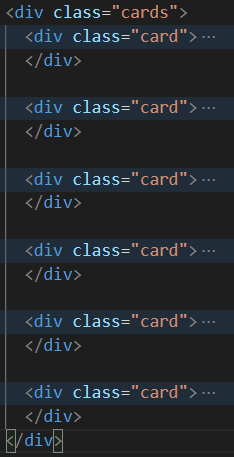 <div class="cards">
<div class="card">···
</div>
<div class="card">···
</div>
<div class="card">···
</div>
<div class="card">···
</div>
<div class="card">···
</div>
<div class="card">···
</div>
</div>